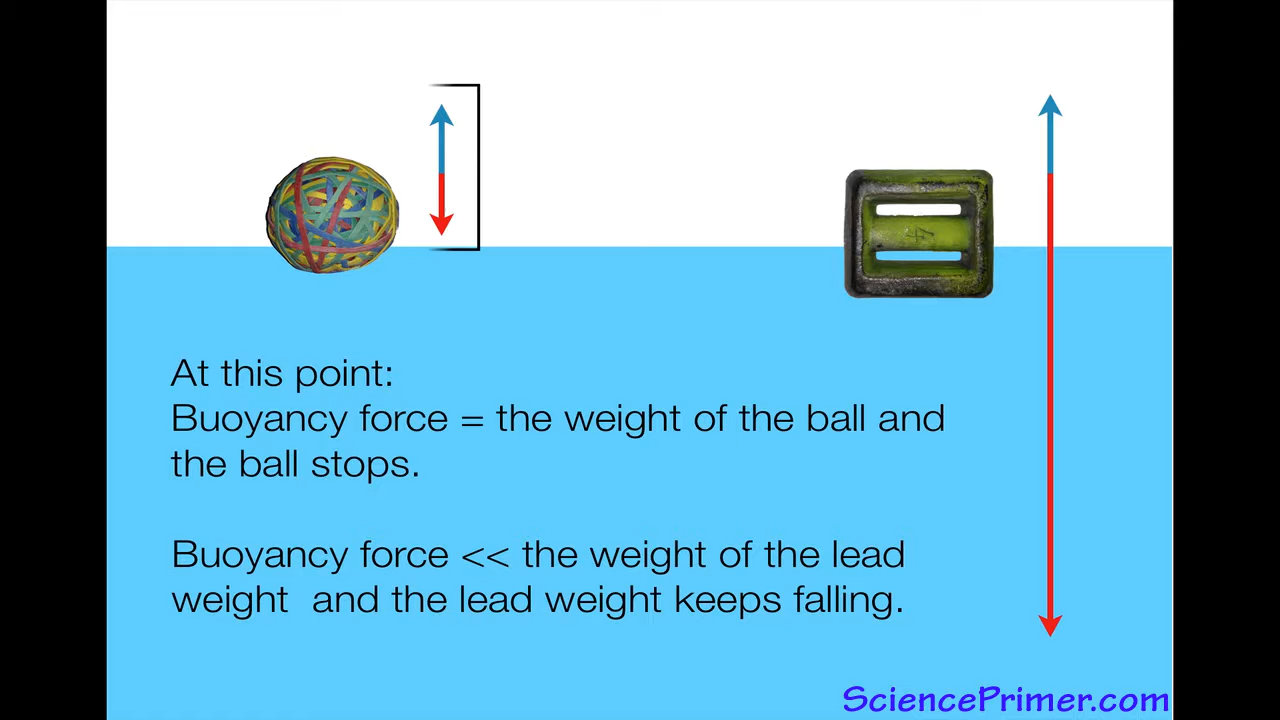 At this point:
Buoyancy force = the weight of the ball and
the ball stops.
Buoyancy force << the weight of the lead
weight  and the lead weight keeps falling.
SciencePrimer.com